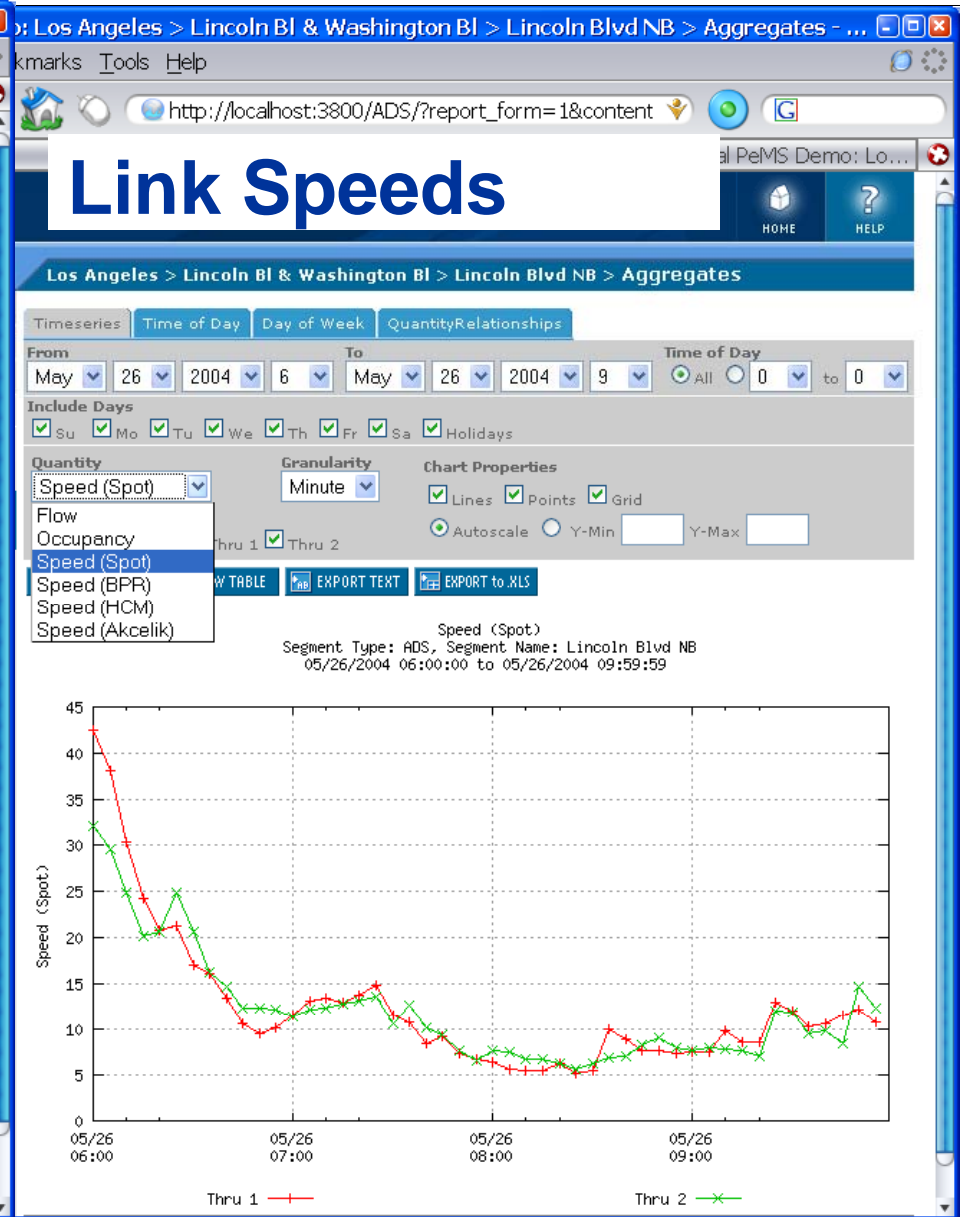 o: Los Angeles > Lincoln Bl & Washington Bl > Lincoln Blvd NB > Aggregates - ...
kmarks Tools Help
http://localhost:3800/ADS/?report_form=1&content
G
al PeMS Demo: Lo...
Link Speeds
HOME
? HELP
Los Angeles > Lincoln Bl & Washington Bl > Lincoln Blvd NB > Aggregates
Timeseries Time of Day Day of Week QuantityRelationships
From To Time of Day
May 26 2004 6 May 26 2004 9 All 0 to 0
Include Days
Su Mo Tu We Th Fr Sa Holidays
Quantity Granularity Chart Properties
Speed (Spot) Minute Lines Points Grid
Flow
Occupancy Thru 1 Thru 2 Autoscale Y-Min Y-Max
Speed (Spot)
Speed (BPR) W TABLE EXPORT TEXT EXPORT to .XLS
Speed (HCM)
Speed (Akcelik)
Speed (Spot)
Segment Type: ADS, Segment Name: Lincoln Blvd NB
05/26/2004 06:00:00 to 05/26/2004 09:59:59
45
40
35
30
25
20
15
10
5
0
Speed (Spot)
05/26 05/26 05/26 05/26
06:00 07:00 08:00 09:00
Thru 1 Thru 2